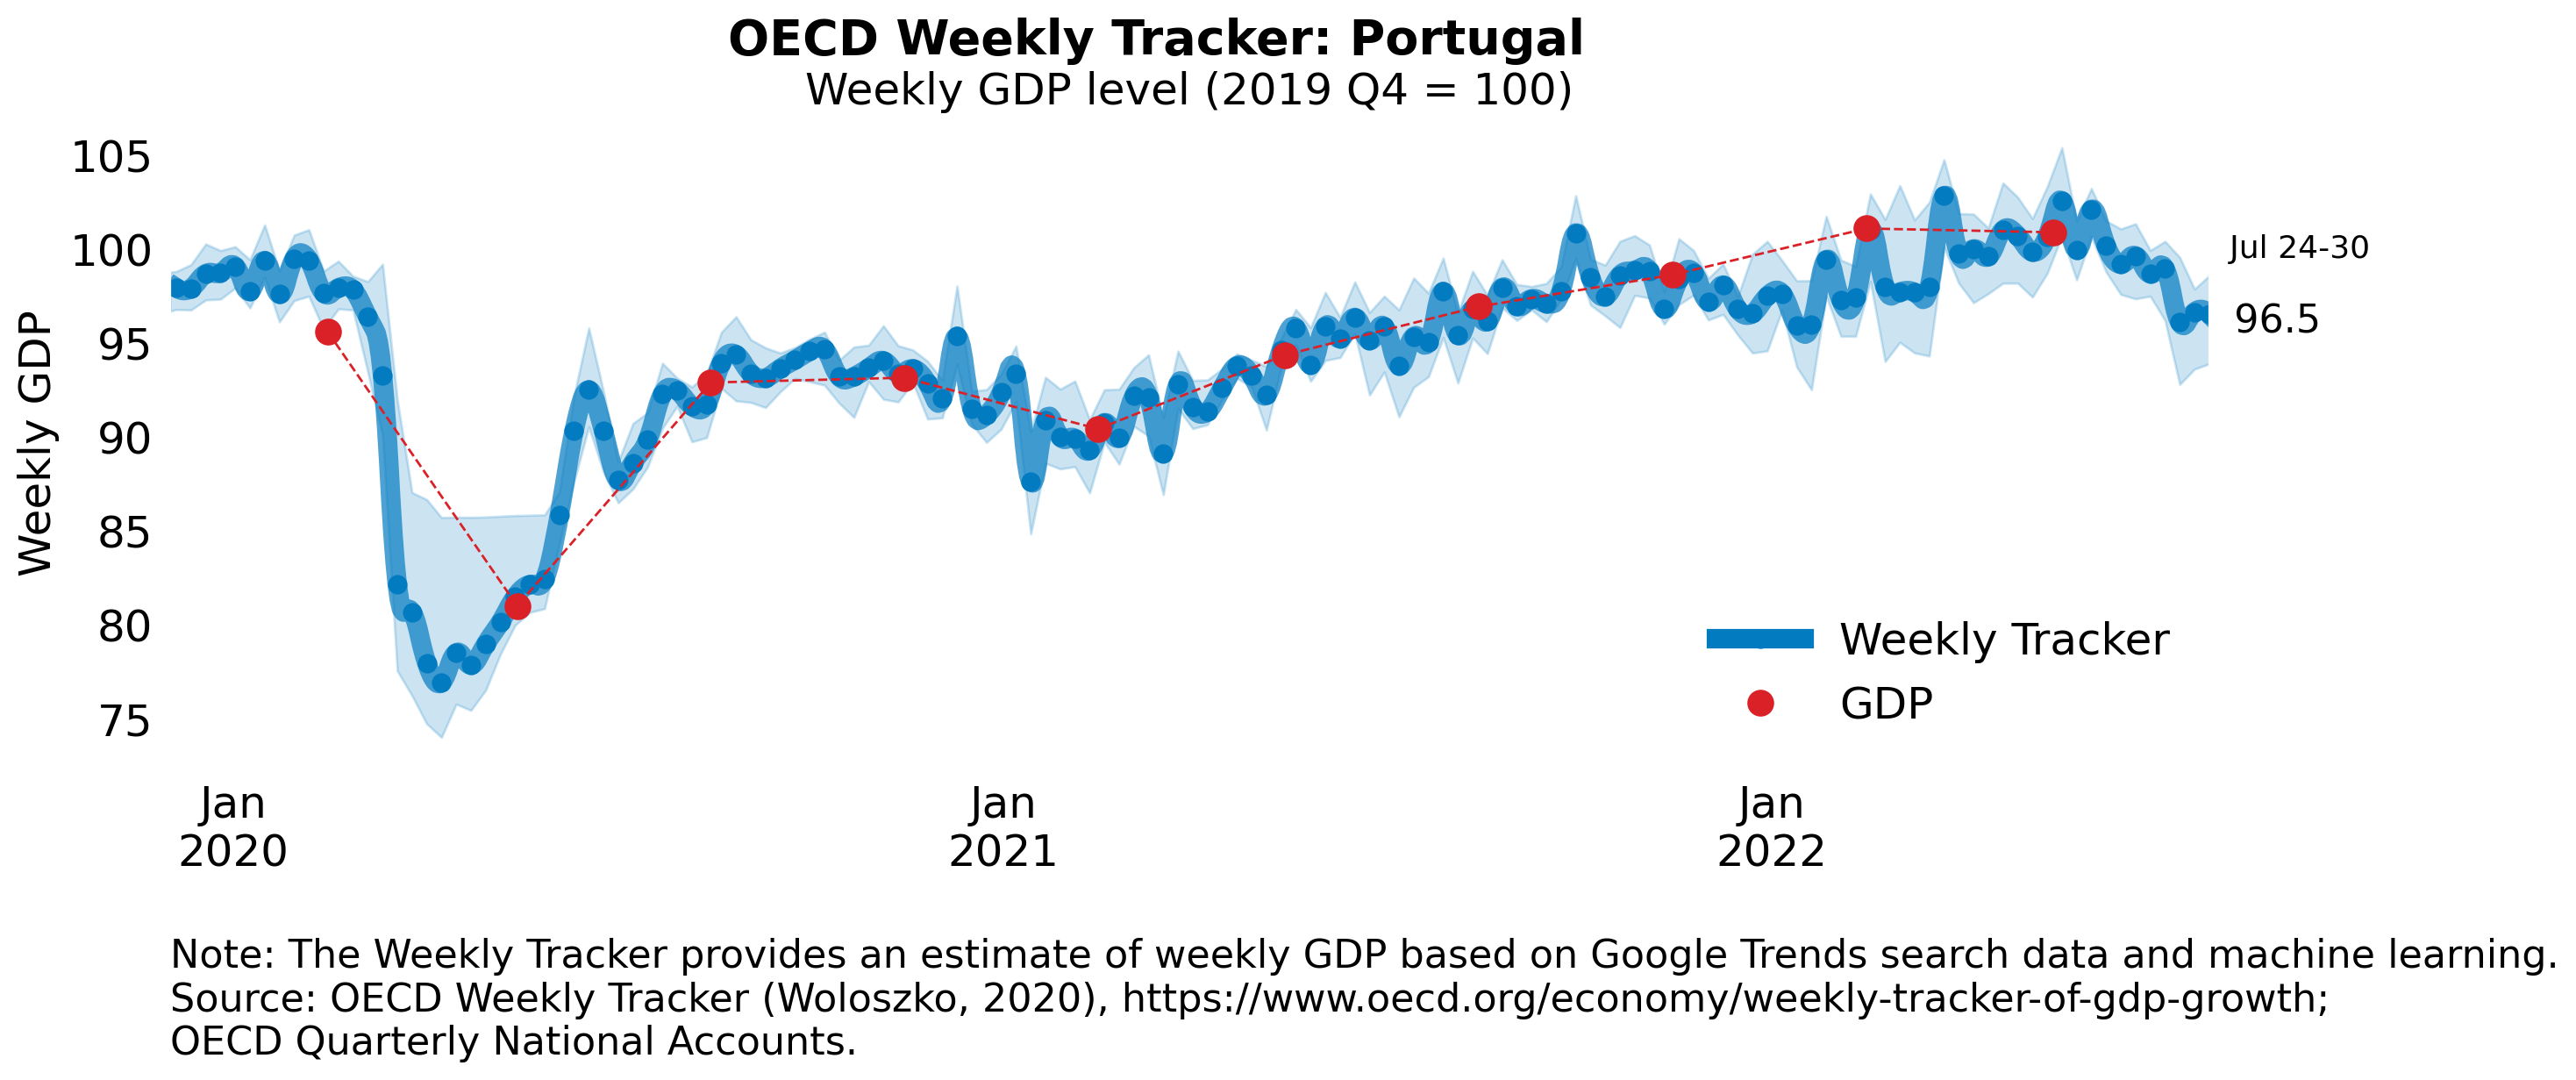 OECD Weekly Tracker: Portugal
Weekly GDP level (2019 Q4 = 100)
Weekly GDP
105
100
95
90
85
80
75
Jul 24-30
96.5
Weekly Tracker
GDP
Jan
2020
Jan
2021
Jan
2022
Note: The Weekly Tracker provides an estimate of weekly GDP based on Google Trends search data and machine learning.
Source: OECD Weekly Tracker (Woloszko, 2020), https://www.oecd.org/economy/weekly-tracker-of-gdp-growth;
OECD Quarterly National Accounts.